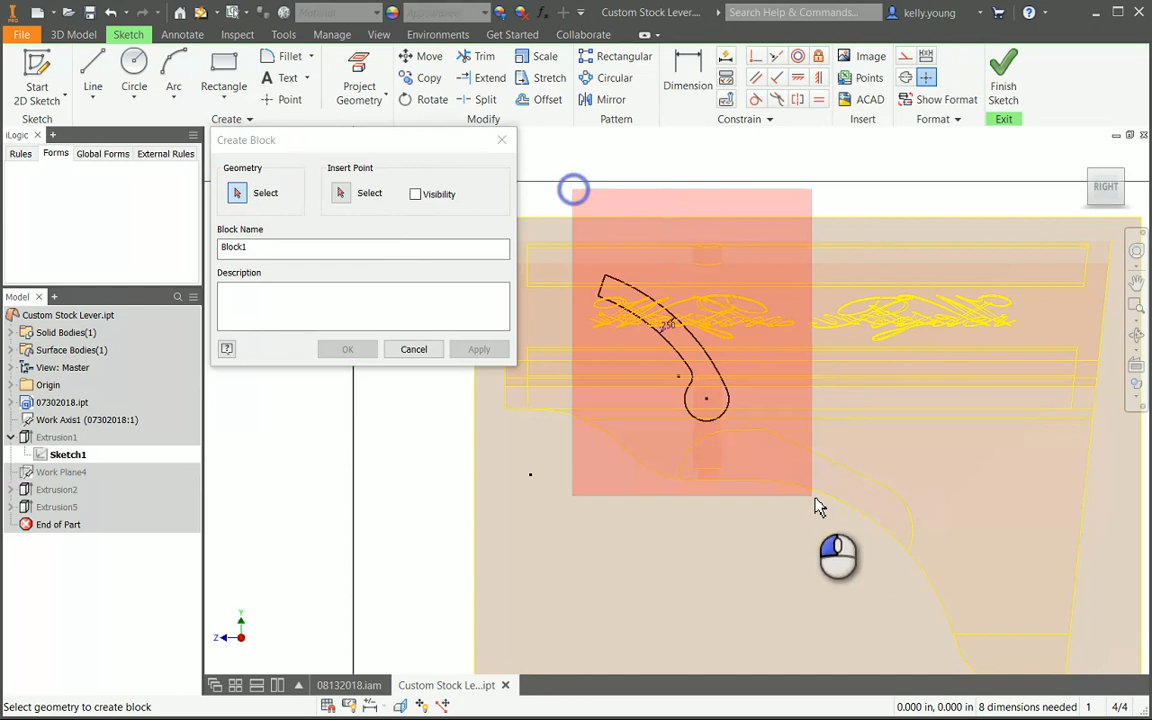 PRO
Material
Appearance
Custom Stock Lever...
Search Help & Commands...
kelly.young
File
3D Model
Sketch
Annotate
Inspect
Tools
Manage
View
Environments
Get Started
Collaborate
Start
2D Sketch
Line
Circle
Arc
Rectangle
Fillet
Text
Point
Project
Geometry
Move
Copy
Rotate
Trim
Extend
Split
Scale
Stretch
Offset
Rectangular
Circular
Mirror
Dimension
Image
Points
ACAD
Show Format
Finish
Sketch
Sketch
Create
Modify
Pattern
Constrain
Insert
Format
Exit
iLogic
Rules
Forms
Global Forms
External Rules
Create Block
Geometry
Select
Insert Point
Select
Visibility
Block Name
Block1
Description
OK
Cancel
Apply
RIGHT
.250
Model
Custom Stock Lever.ipt
Solid Bodies(1)
Surface Bodies(1)
View: Master
Origin
07302018.ipt
Work Axis1 (07302018:1)
Extrusion1
Sketch1
Work Plane4
Extrusion2
Extrusion5
End of Part
Y
Z
08132018.iam
Custom Stock Le...ipt
Select geometry to create block
0.000 in, 0.000 in
8 dimensions needed
1
4/4